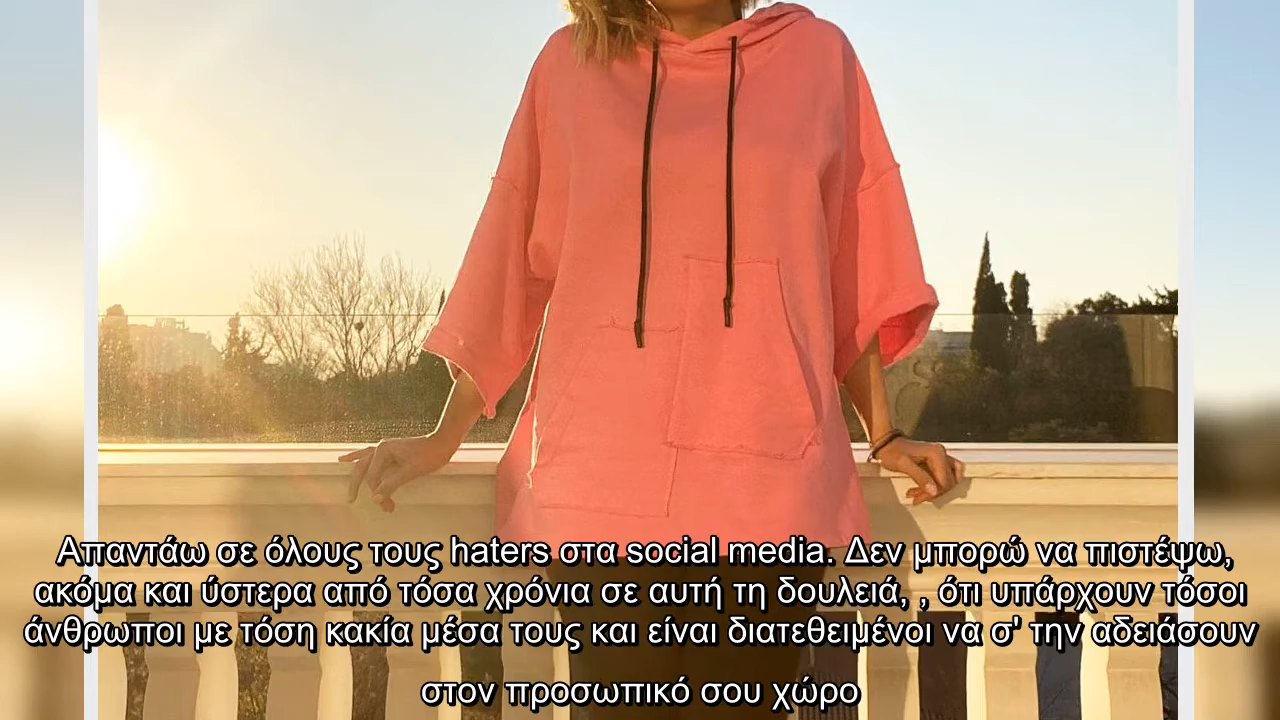 Απαντάω σε όλους τους haters στα social media. Δεν μπορώ να πιστέψω,
ακόμα και ύστερα από τόσα χρόνια σε αυτή τη δουλειά, , ότι υπάρχουν τόσοι
άνθρωποι με τόση κακία μέσα τους και είναι διατεθειμένοι να σ' την αδειάσουν
στον προσωπικό σου χώρο